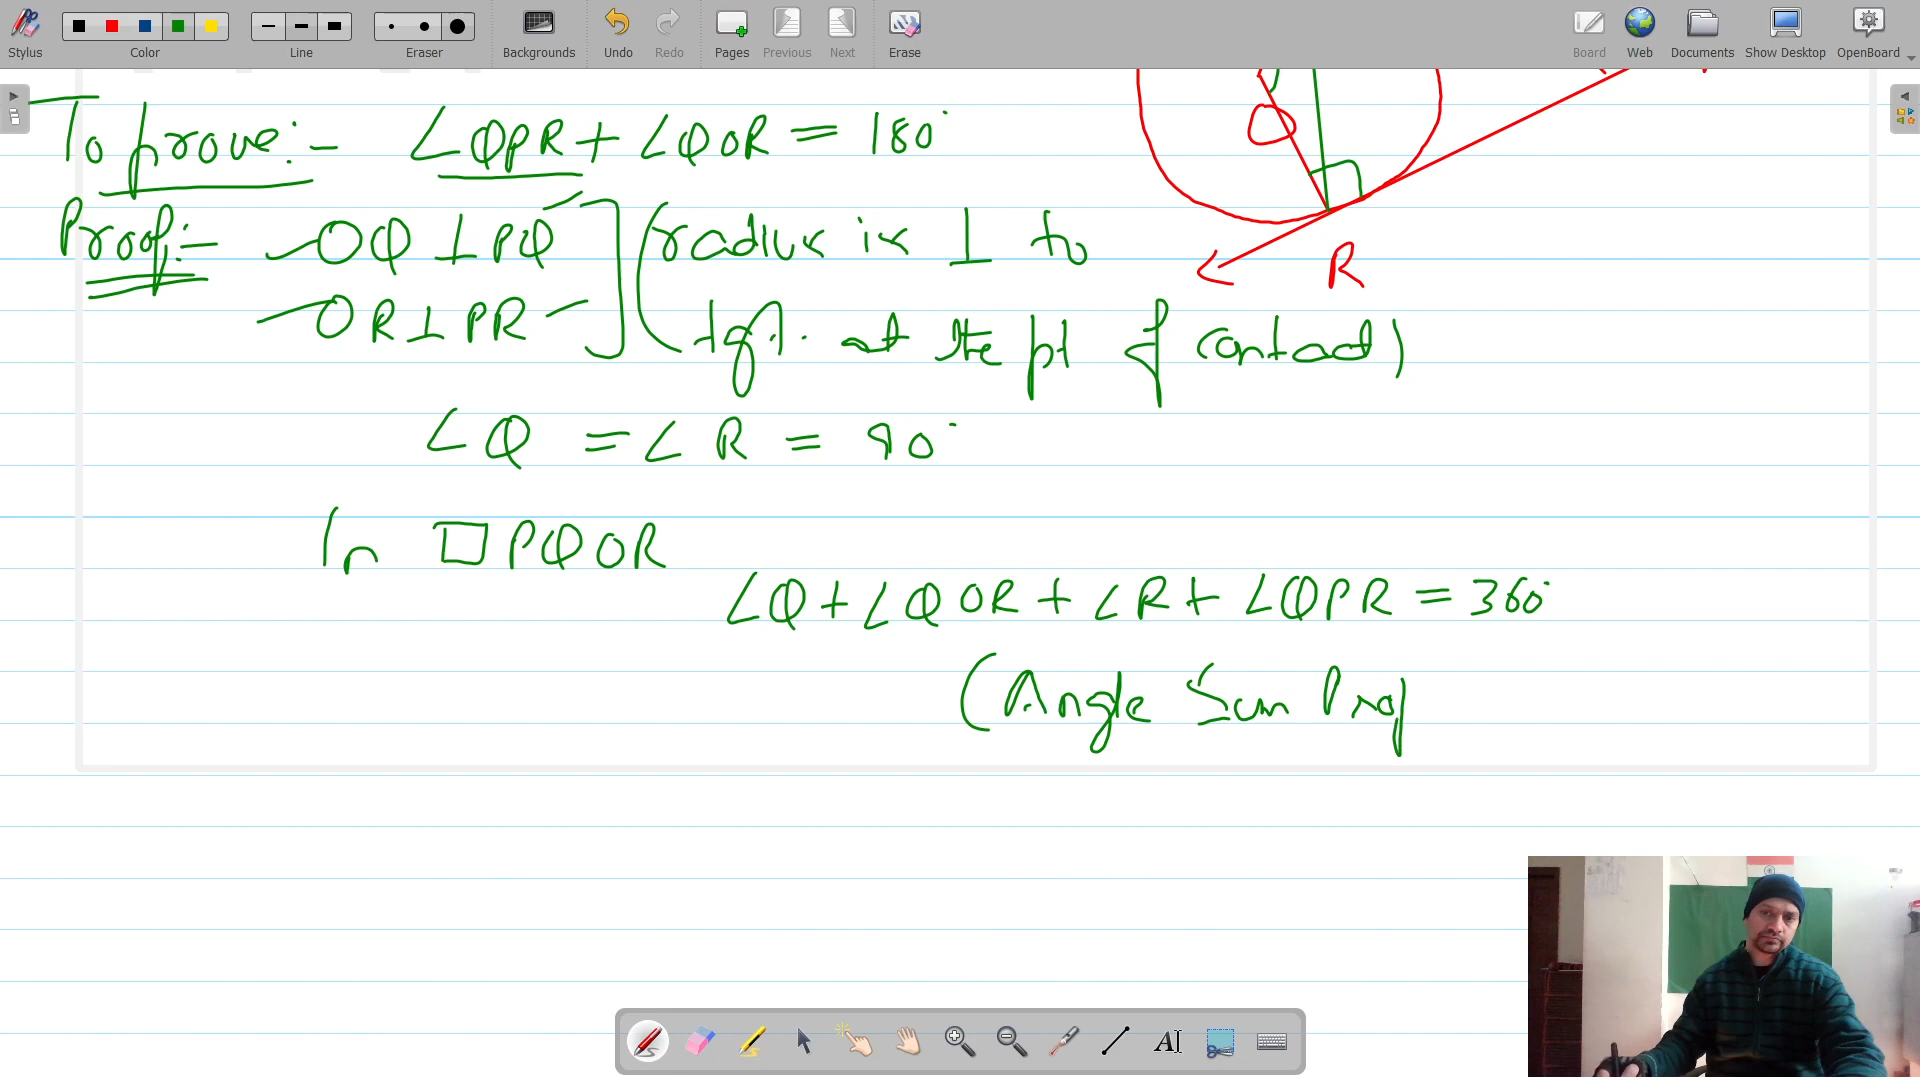 Stylus Color Line Eraser Backgrounds Undo Redo Pages Previous Next Erase Board Web Documents Show Desktop OpenBoard
To prove:- ∠QPR + ∠QOR = 180°
Proof:- OQ ⊥ PQ (radius is ⊥ to
OR ⊥ PR tgt. at the pt of contact)
R
∠Q = ∠R = 90°
In □PQOR
∠Q + ∠QOR + ∠R + ∠QPR = 360°
(Angle Sum Prop